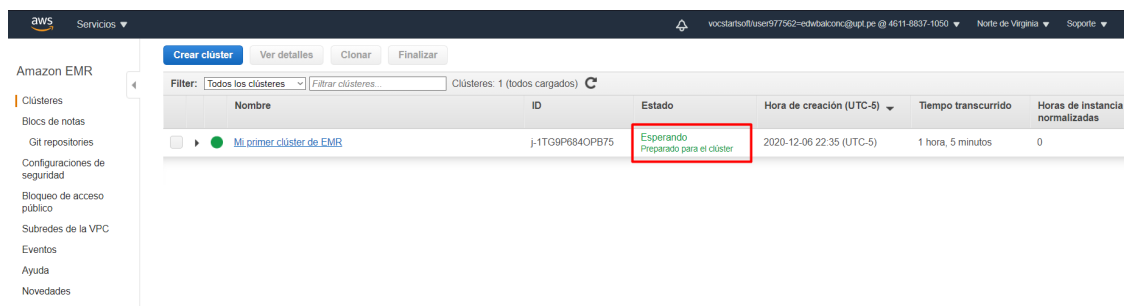 aws Servicios vocstartsoft/user977562=edwbalconc@upt.pe @ 4611-8837-1050 Norte de Virginia Soporte
Amazon EMR
Clústeres
Blocs de notas
Git repositories
Configuraciones de
seguridad
Bloqueo de acceso
público
Subredes de la VPC
Eventos
Ayuda
Novedades
Crear clúster Ver detalles Clonar Finalizar
Filter: Todos los clústeres Filtrar clústeres... Clústeres: 1 (todos cargados)
Nombre ID Estado Hora de creación (UTC-5) Tiempo transcurrido Horas de instancia
normalizadas
Mi primer clúster de EMR j-1TG9P684OPB75 Esperando 2020-12-06 22:35 (UTC-5) 1 hora, 5 minutos 0
Preparado para el clúster